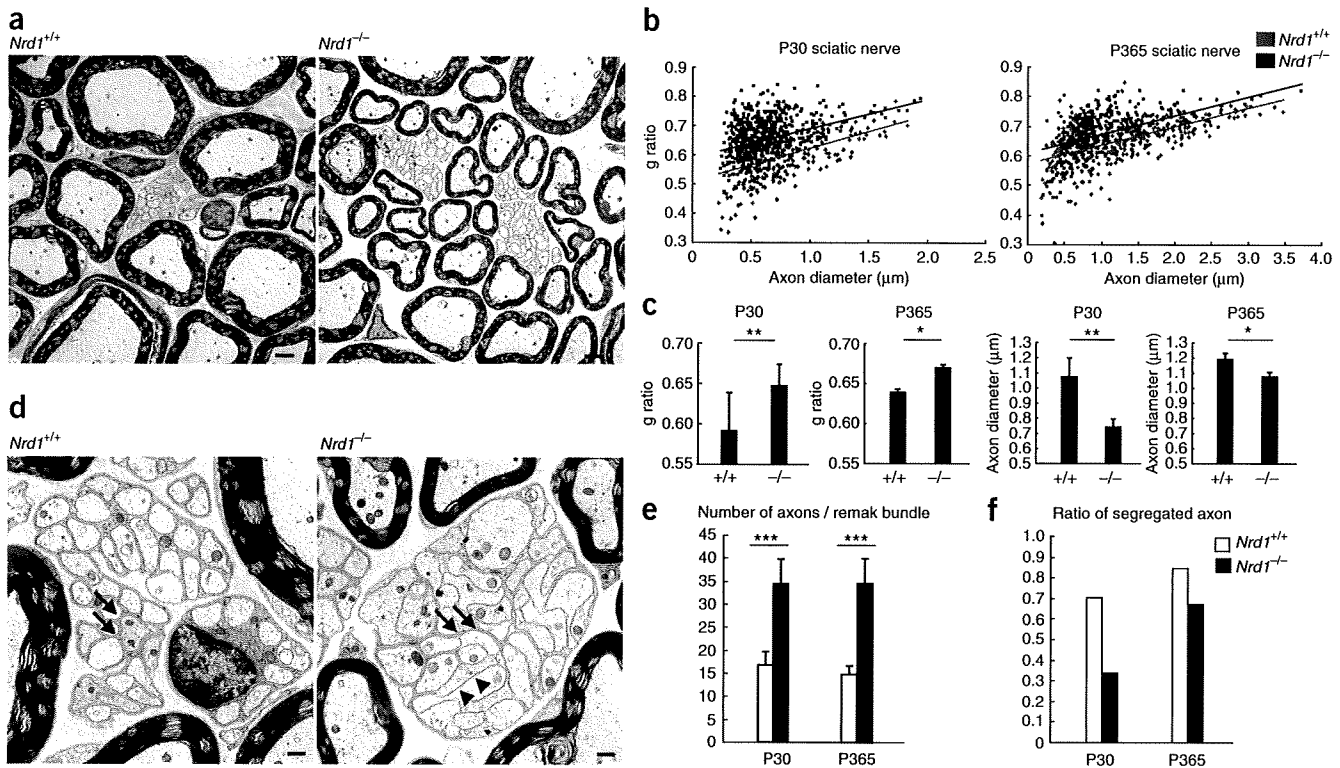 a
Nrd1+/+
Nrd1–/–
b
Nrd1+/+
Nrd1–/–
P30 sciatic nerve
P365 sciatic nerve
0.9
0.8
0.7
0.6
0.5
0.4
0.3
g ratio
0
0.5
1.0
1.5
2.0
2.5
Axon diameter (μm)
0.9
0.8
0.7
0.6
0.5
0.4
0.3
0
0.5
1.0
1.5
2.0
2.5
3.0
3.5
4.0
Axon diameter (μm)
c
P30
**
0.70
0.65
0.60
0.55
g ratio
+/+
–/–
P365
*
0.70
0.65
0.55
g ratio
+/+
–/–
P30
**
1.3
1.2
1.1
1.0
0.9
0.8
0.7
0.6
0.5
Axon diameter (μm)
+/+
–/–
P365
*
1.3
1.2
1.1
1.0
0.9
0.8
0.7
0.6
0.5
Axon diameter (μm)
+/+
–/–
d
Nrd1+/+
Nrd1–/–
e
Number of axons / remak bundle
45
40
35
30
25
20
15
10
5
0
***
***
P30
P365
f
Ratio of segregated axon
1.0
0.9
0.8
0.7
0.6
0.5
0.4
0.3
0.2
0.1
0
Nrd1+/+
Nrd1–/–
P30
P365